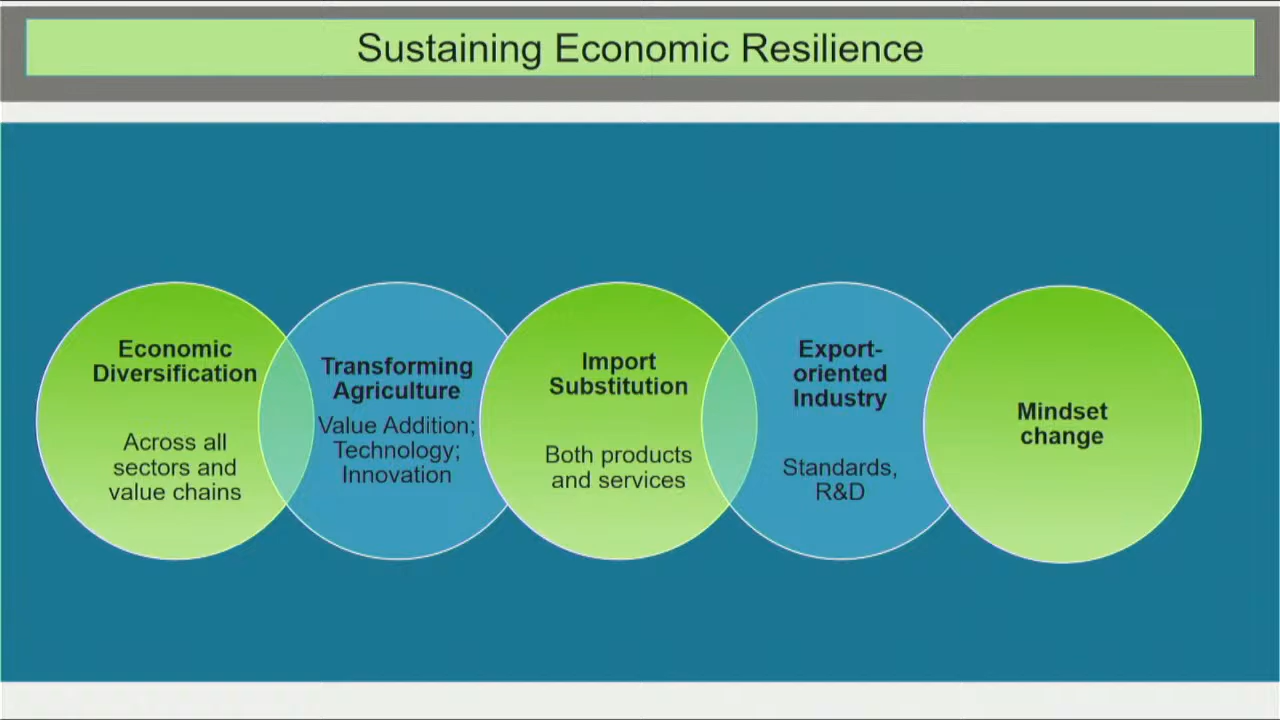 Sustaining Economic Resilience
Economic
Diversification
Across all
sectors and
value chains
Transforming
Agriculture
Value Addition;
Technology;
Innovation
Import
Substitution
Both products
and services
Export-
oriented
Industry
Standards,
R&D
Mindset
change